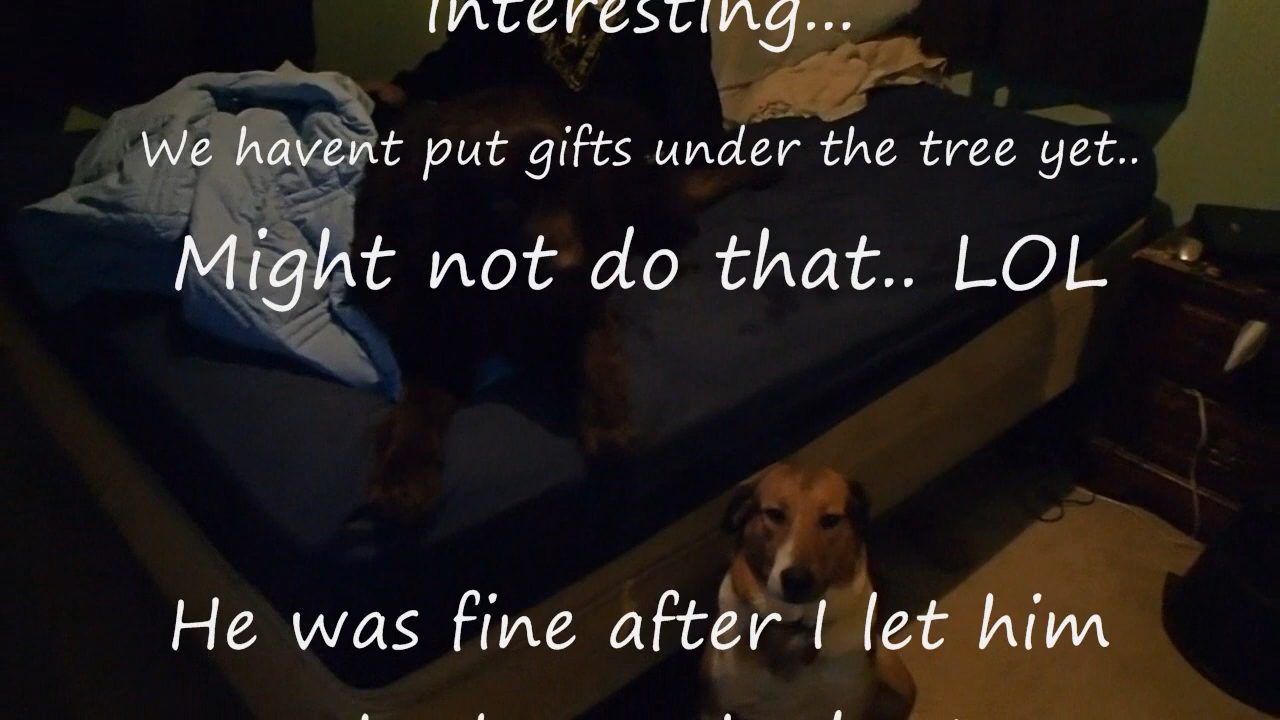 interesting...
We havent put gifts under the tree yet..
Might not do that.. LOL
He was fine after I let him